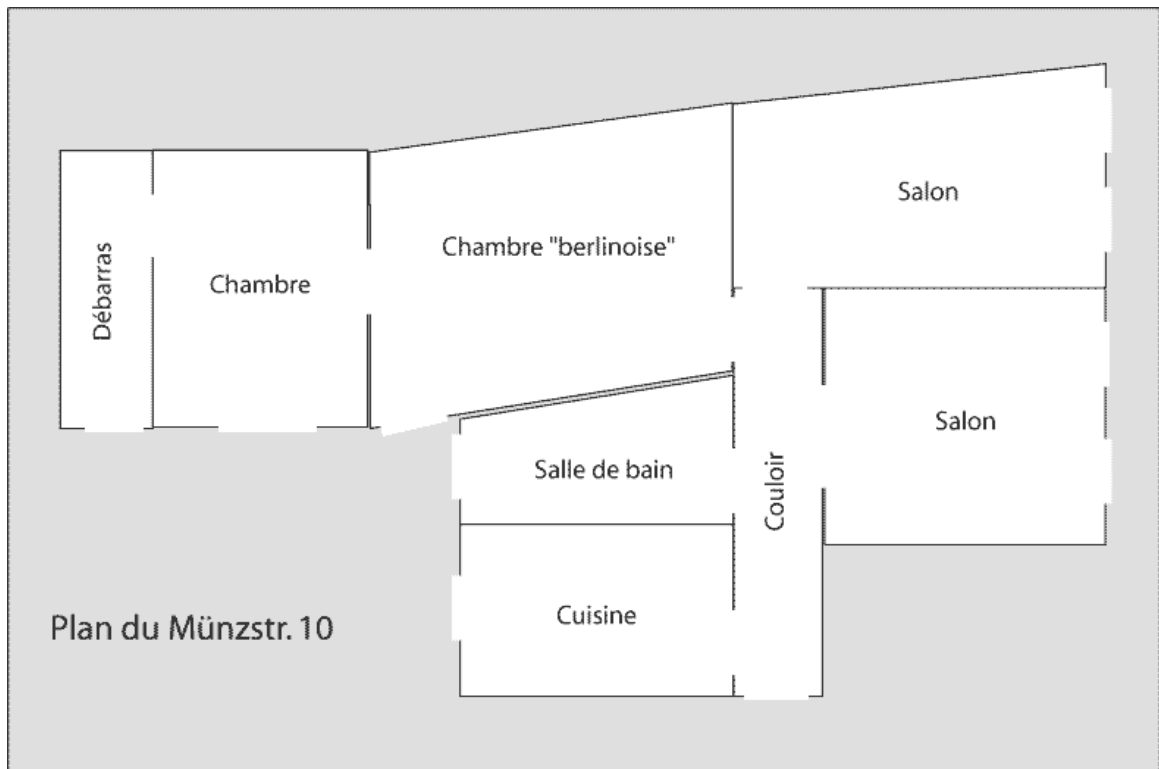 Salon
Chambre "berlinoise"
Chambre
Débarras
Salon
Salle de bain
Couloir
Cuisine
Plan du Münzstr. 10